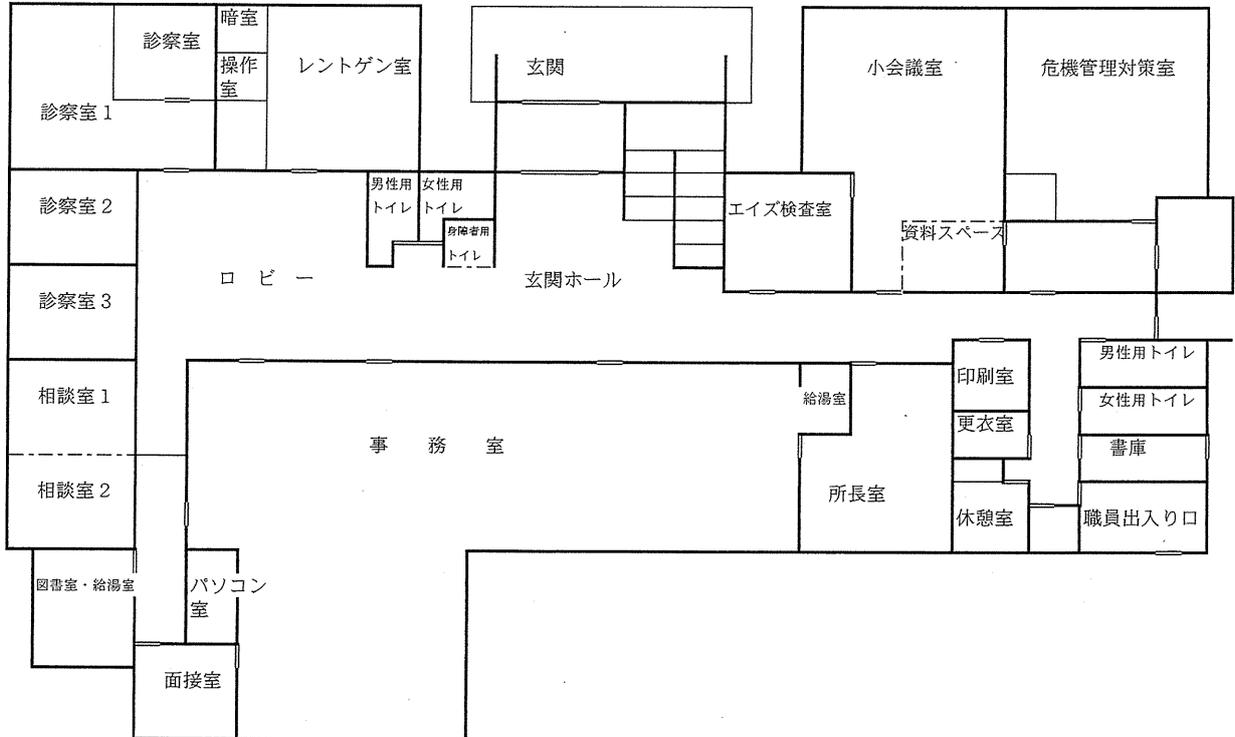 暗室
診察室
操作
室
レントゲン室
玄関
小会議室
危機管理対策室
診察室１
男性用
トイレ
女性用
トイレ
診察室２
エイズ検査室
身障者用
トイレ
資料スペース
ロ　ビ　ー
玄関ホール
診察室３
男性用トイレ
印刷室
相談室１
給湯室
女性用トイレ
更衣室
事　務　室
書庫
相談室２
所長室
休憩室
職員出入り口
図書室・給湯室
パソコン
室
面接室